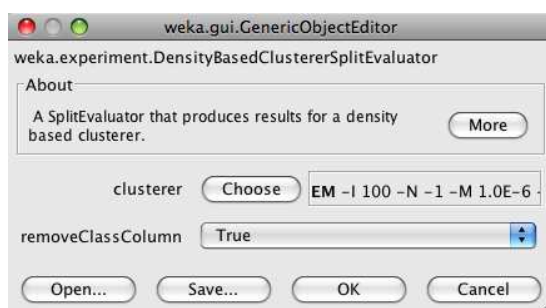 weka.gui.GenericObjectEditor
weka.experiment.DensityBasedClustererSplitEvaluator
About
A SplitEvaluator that produces results for a density
based clusterer.
More
clusterer Choose EM -I 100 -N -1 -M 1.0E-6 -
removeClassColumn True
Open... Save... OK Cancel